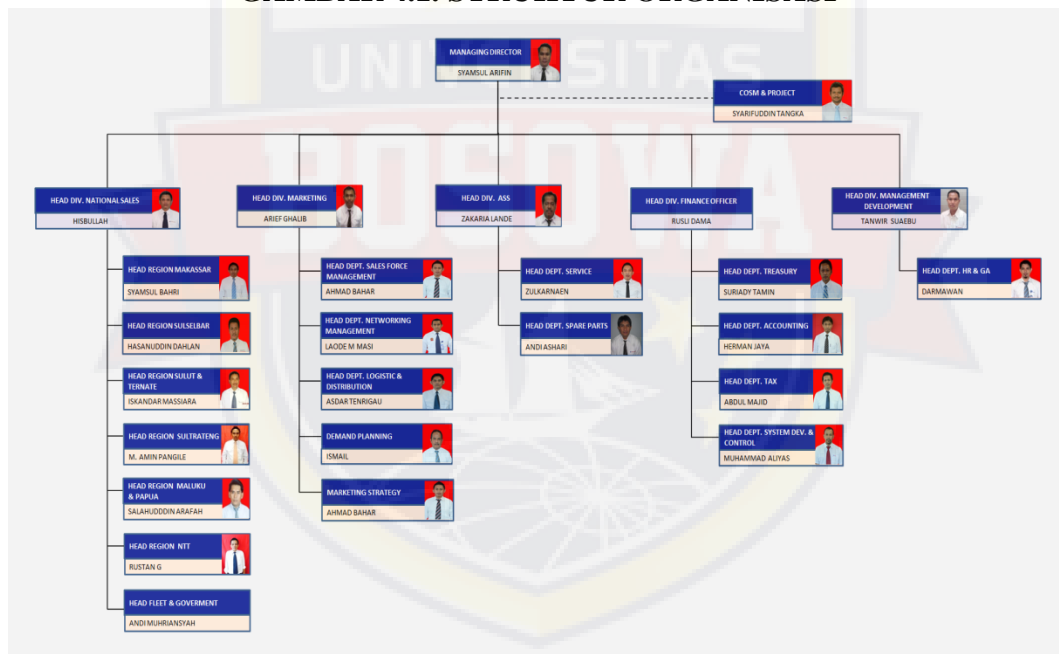 GAMBAR 4.1. STRUKTUR ORGANISASI
UNIVERSITAS
BOSOWA
MANAGING DIRECTOR
SYAMSUL ARIFIN
COSM & PROJECT
SYARIFUDDIN TANGKA
HEAD DIV. NATIONAL SALES
HISBULLAH
HEAD DIV. MARKETING
ARIEF GHALIB
HEAD DIV. ASS
ZAKARIA LANDE
HEAD DIV. FINANCE OFFICER
RUSLI DAMA
HEAD DIV. MANAGEMENT
DEVELOPMENT
TANWIR SUAEBU
HEAD REGION MAKASSAR
SYAMSUL BAHRI
HEAD REGION SULSELBAR
HASANUDDIN DAHLAN
HEAD REGION SULUT &
TERNATE
ISKANDAR MASSIARA
HEAD REGION SULTRATENG
M. AMIN PANGILE
HEAD REGION MALUKU
& PAPUA
SALAHUDDDIN ARAFAH
HEAD REGION NTT
RUSTAN G
HEAD FLEET & GOVERMENT
ANDI MUHRIANSYAH
HEAD DEPT. SALES FORCE
MANAGEMENT
AHMAD BAHAR
HEAD DEPT. NETWORKING
MANAGEMENT
LAODE M MASI
HEAD DEPT. LOGISTIC &
DISTRIBUTION
ASDAR TENRIGAU
DEMAND PLANNING
ISMAIL
MARKETING STRATEGY
AHMAD BAHAR
HEAD DEPT. SERVICE
ZULKARNAEN
HEAD DEPT. SPARE PARTS
ANDI ASHARI
HEAD DEPT. TREASURY
SURIADY TAMIN
HEAD DEPT. ACCOUNTING
HERMAN JAYA
HEAD DEPT. TAX
ABDUL MAJID
HEAD DEPT. SYSTEM DEV. &
CONTROL
MUHAMMAD ALIYAS
HEAD DEPT. HR & GA
DARMAWAN